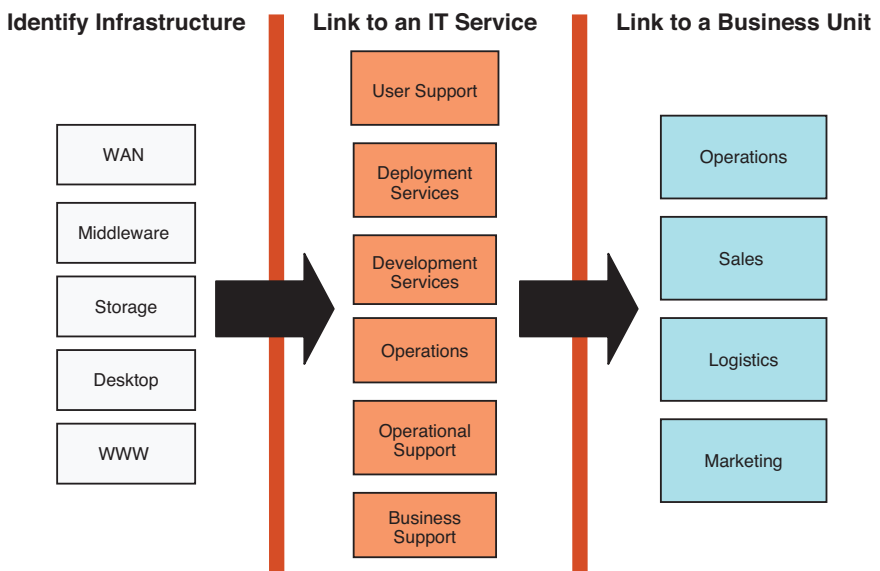 Identify Infrastructure
Link to an IT Service
Link to a Business Unit
WAN
Middleware
Storage
Desktop
WWW
User Support
Deployment
Services
Development
Services
Operations
Operational
Support
Business
Support
Operations
Sales
Logistics
Marketing